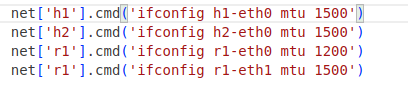 net['h1'].cmd('ifconfig h1-eth0 mtu 1500')
net['h2'].cmd('ifconfig h2-eth0 mtu 1500')
net['r1'].cmd('ifconfig r1-eth0 mtu 1200')
net['r1'].cmd('ifconfig r1-eth1 mtu 1500')